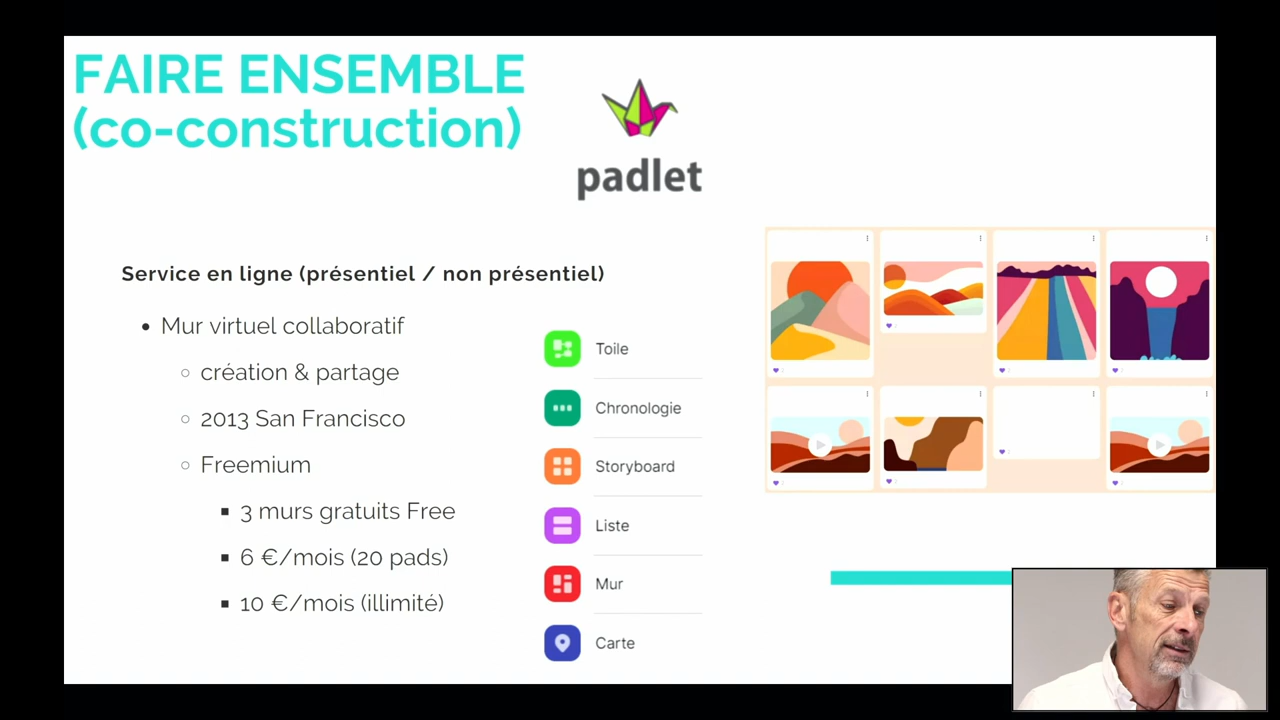 FAIRE ENSEMBLE
(co-construction)
padlet
Service en ligne (présentiel / non présentiel)
Mur virtuel collaboratif
création & partage
2013 San Francisco
Freemium
3 murs gratuits Free
6 €/mois (20 pads)
10 €/mois (illimité)
Toile
Chronologie
Storyboard
Liste
Mur
Carte